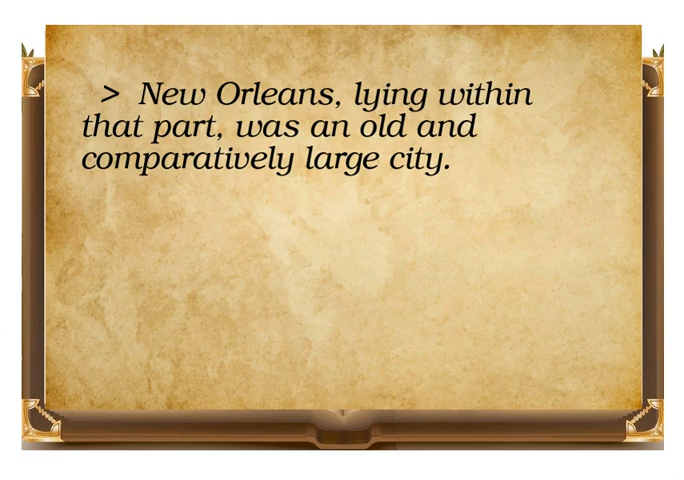 > New Orleans, lying within
that part, was an old and
comparatively large city.